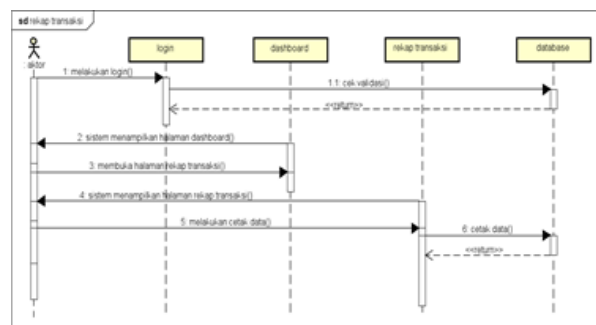 sd rekap transaksi
: aktor
login
dashboard
rekap transaksi
database
1: melakukan login()
1.1: cek validasi()
<<return>>
2: sistem menampilkan halaman dashboard()
3: membuka halaman rekap transaksi()
4: sistem menampilkan halaman rekap transaksi()
5: melakukan cetak data()
6: cetak data()
<<return>>